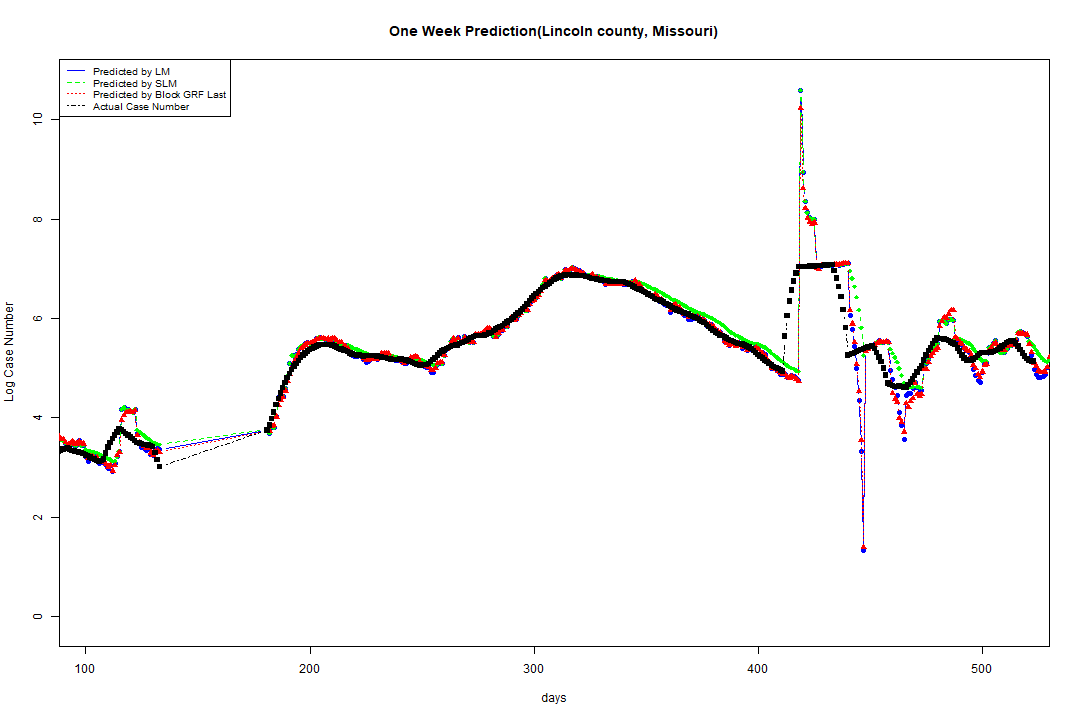 One Week Prediction(Lincoln county, Missouri)
Predicted by LM
Predicted by SLM
Predicted by Block GRF Last
Actual Case Number
Log Case Number
10
8
6
4
2
0
100 200 300 400 500
days